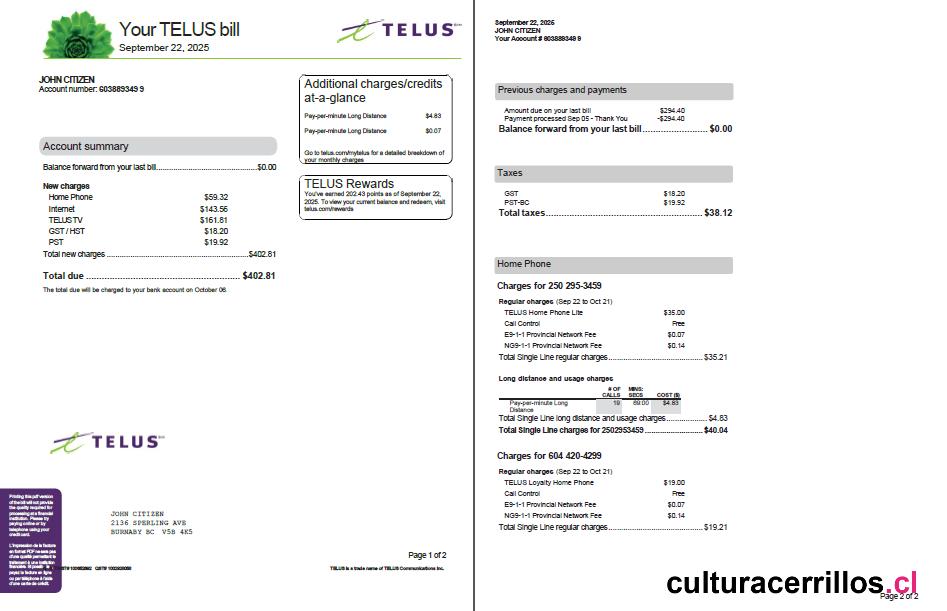 Your TELUS bill
September 22, 2025
TELUS
JOHN CITIZEN
Account number: 603889349 9
Account summary
Balance forward from your last bill...$0.00
New charges
Home Phone $59.32
Internet $143.56
TELUS TV $161.81
GST / HST $18.20
PST $19.92
Total new charges ...$402.81
Total due ... $402.81
The total due will be charged to your bank account on October 06.
Additional charges/credits
at-a-glance
Pay-per-minute Long Distance $4.83
Pay-per-minute Long Distance $0.07
Go to telus.com/mytelus for a detailed breakdown of
your monthly charges
TELUS Rewards
You've earned 202.43 points as of September 22,
2025. To view your current balance and redeem, visit
telus.com/rewards
TELUS
Printing this pdf version
of the bill will not provide
the quality required for
processing at a financial
institution. Please try
paying online or by
telephone using your
credit card.
L'impression de la facture
en format PDF ne sera pas
d'une qualité permettant le
traitement à une institution
financière.
payez la facture en ligne
ou par téléphone à l'aide
d'une carte de crédit.
JOHN CITIZEN
2136 SPERLING AVE
BURNABY BC V5B 4K5
Page 1 of 2
TELUS is a trade name of TELUS Communications Inc.
September 22, 2025
JOHN CITIZEN
Your Account # 603889349 9
Previous charges and payments
Amount due on your last bill $294.40
Payment processed Sep 05 - Thank You -$294.40
Balance forward from your last bill... $0.00
Taxes
GST $18.20
PST-BC $19.92
Total taxes... $38.12
Home Phone
Charges for 250 295-3459
Regular charges (Sep 22 to Oct 21)
TELUS Home Phone Lite $35.00
Call Control Free
E9-1-1 Provincial Network Fee $0.07
NG9-1-1 Provincial Network Fee $0.14
Total Single Line regular charges... $35.21
Long distance and usage charges
# OF CALLS MINS: SECS COST ($)
Pay-per-minute Long Distance 19 69:00 $4.83
Total Single Line long distance and usage charges... $4.83
Total Single Line charges for 2502953459... $40.04
Charges for 604 420-4299
Regular charges (Sep 22 to Oct 21)
TELUS Loyalty Home Phone $19.00
Call Control Free
E9-1-1 Provincial Network Fee $0.07
NG9-1-1 Provincial Network Fee $0.14
Total Single Line regular charges... $19.21
culturacerrillos.cl
Page 2 of 2